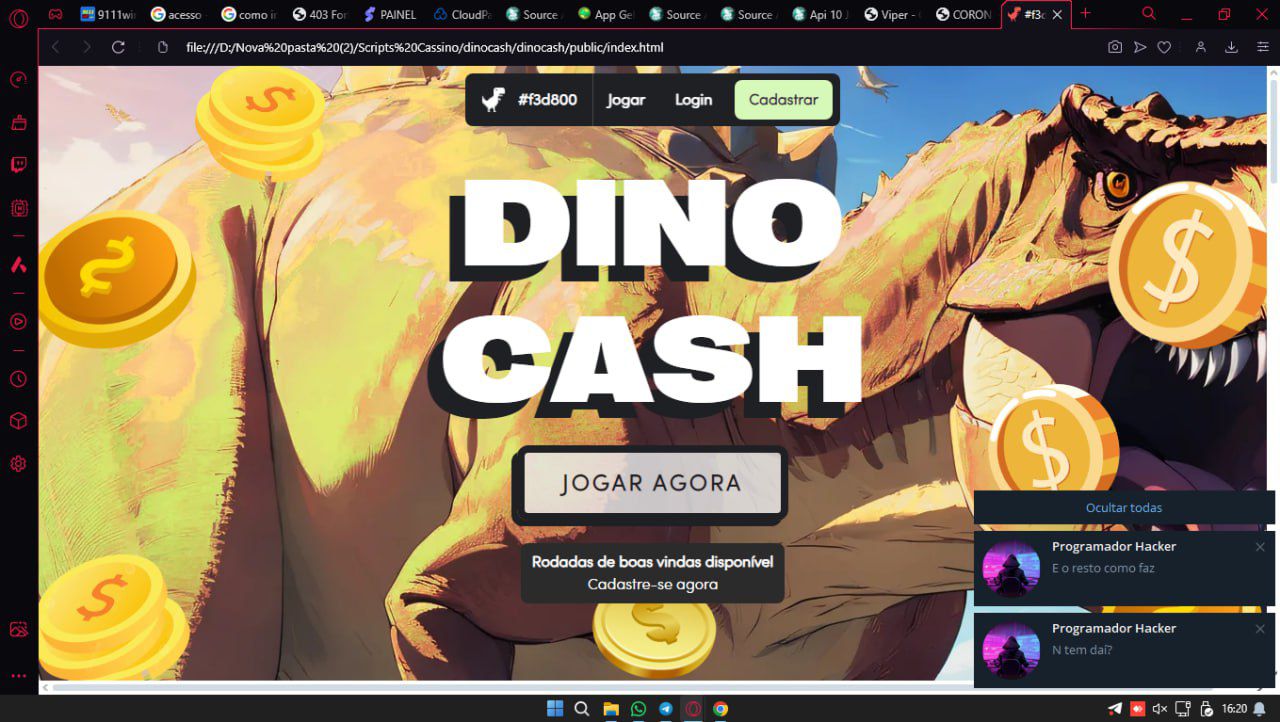 9111wi
acesso
como i
403 For
PAINEL
CloudPa
Source
App Gel
Source
Source
Api 10
Viper -
CORON
#f3c
file:///D:/Nova%20pasta%20(2)/Scripts%20Cassino/dinocash/dinocash/public/index.html
#f3d800
Jogar
Login
Cadastrar
DINO
CASH
JOGAR AGORA
Rodadas de boas vindas disponível
Cadastre-se agora
Ocultar todas
Programador Hacker
E o resto como faz
Programador Hacker
N tem daí?
16:20